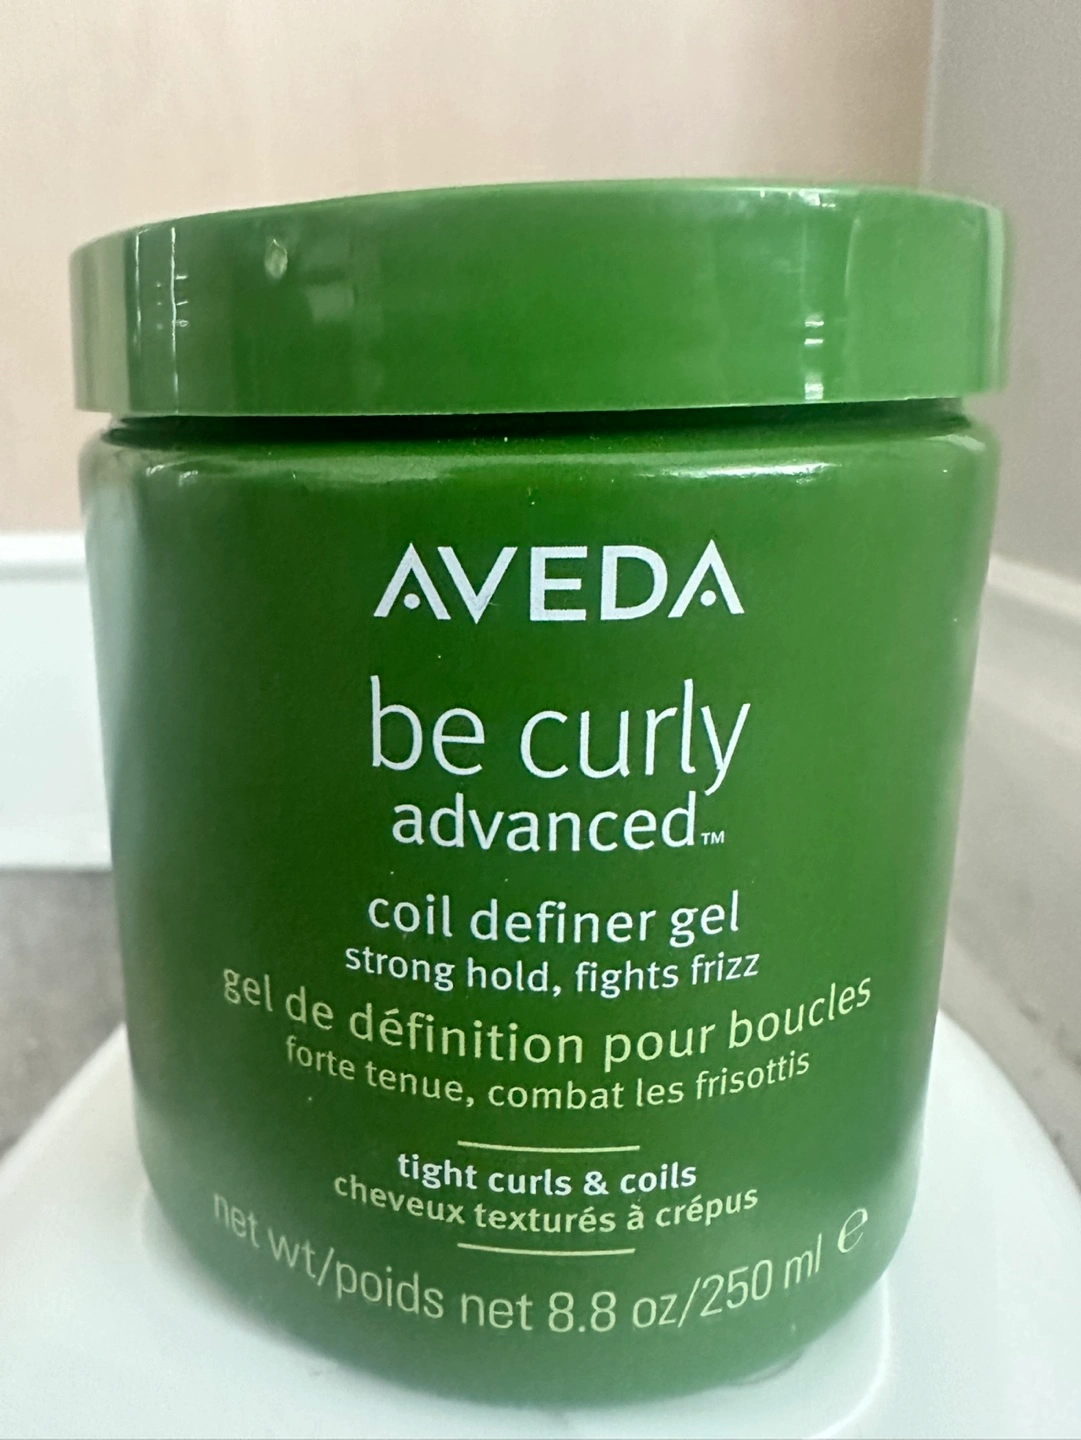 AVEDA
be curly
advanced™
coil definer gel
strong hold, fights frizz
gel de définition pour boucles
forte tenue, combat les frisottis
tight curls & coils
cheveux texturés à crépus
net wt/poids net 8.8 oz/250 ml ℮